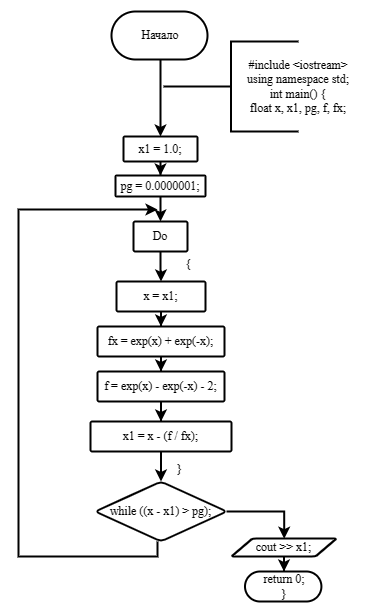 Начало
#include <iostream>
using namespace std;
int main() {
float x, x1, pg, f, fx;
x1 = 1.0;
pg = 0.0000001;
Do
{
x = x1;
fx = exp(x) + exp(-x);
f = exp(x) - exp(-x) - 2;
x1 = x - (f / fx);
}
while ((x - x1) > pg);
cout >> x1;
return 0;
}